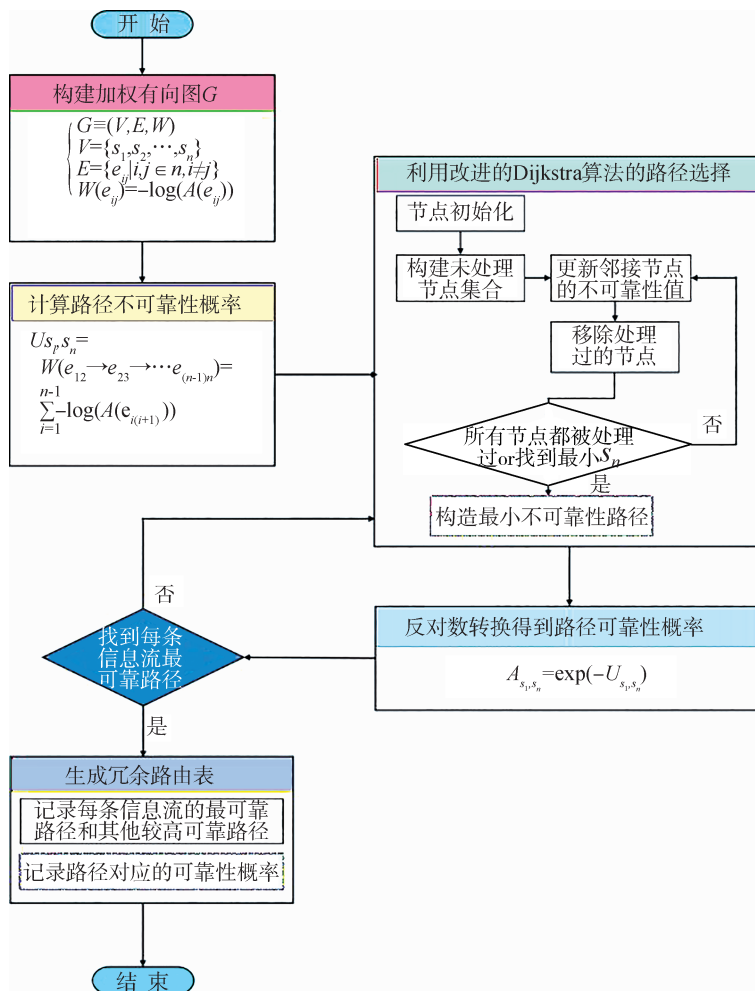 开 始
构建加权有向图G
G≡(V,E,W)
V={s₁,s₂,⋯,sₙ}
E={e_ij|i,j∈n,i≠j}
W(e_ij)=-log(A(e_ij))
计算路径不可靠性概率
Us_l,s_n=
W(e₁₂→e₂₃→⋯e_(n-1)n)=
n-1
∑-log(A(e_i(i+1)))
i=1
利用改进的Dijkstra算法的路径选择
节点初始化
构建未处理
节点集合
更新邻接节点
的不可靠性值
移除处理
过的节点
所有节点都被处理
过or找到最小sₙ
否
是
构造最小不可靠性路径
反对数转换得到路径可靠性概率
A_s₁,sₙ=exp(-U_s₁,sₙ)
否
找到每条
信息流最
可靠路径
是
生成冗余路由表
记录每条信息流的最可靠
路径和其他较高可靠路径
记录路径对应的可靠性概率
结 束